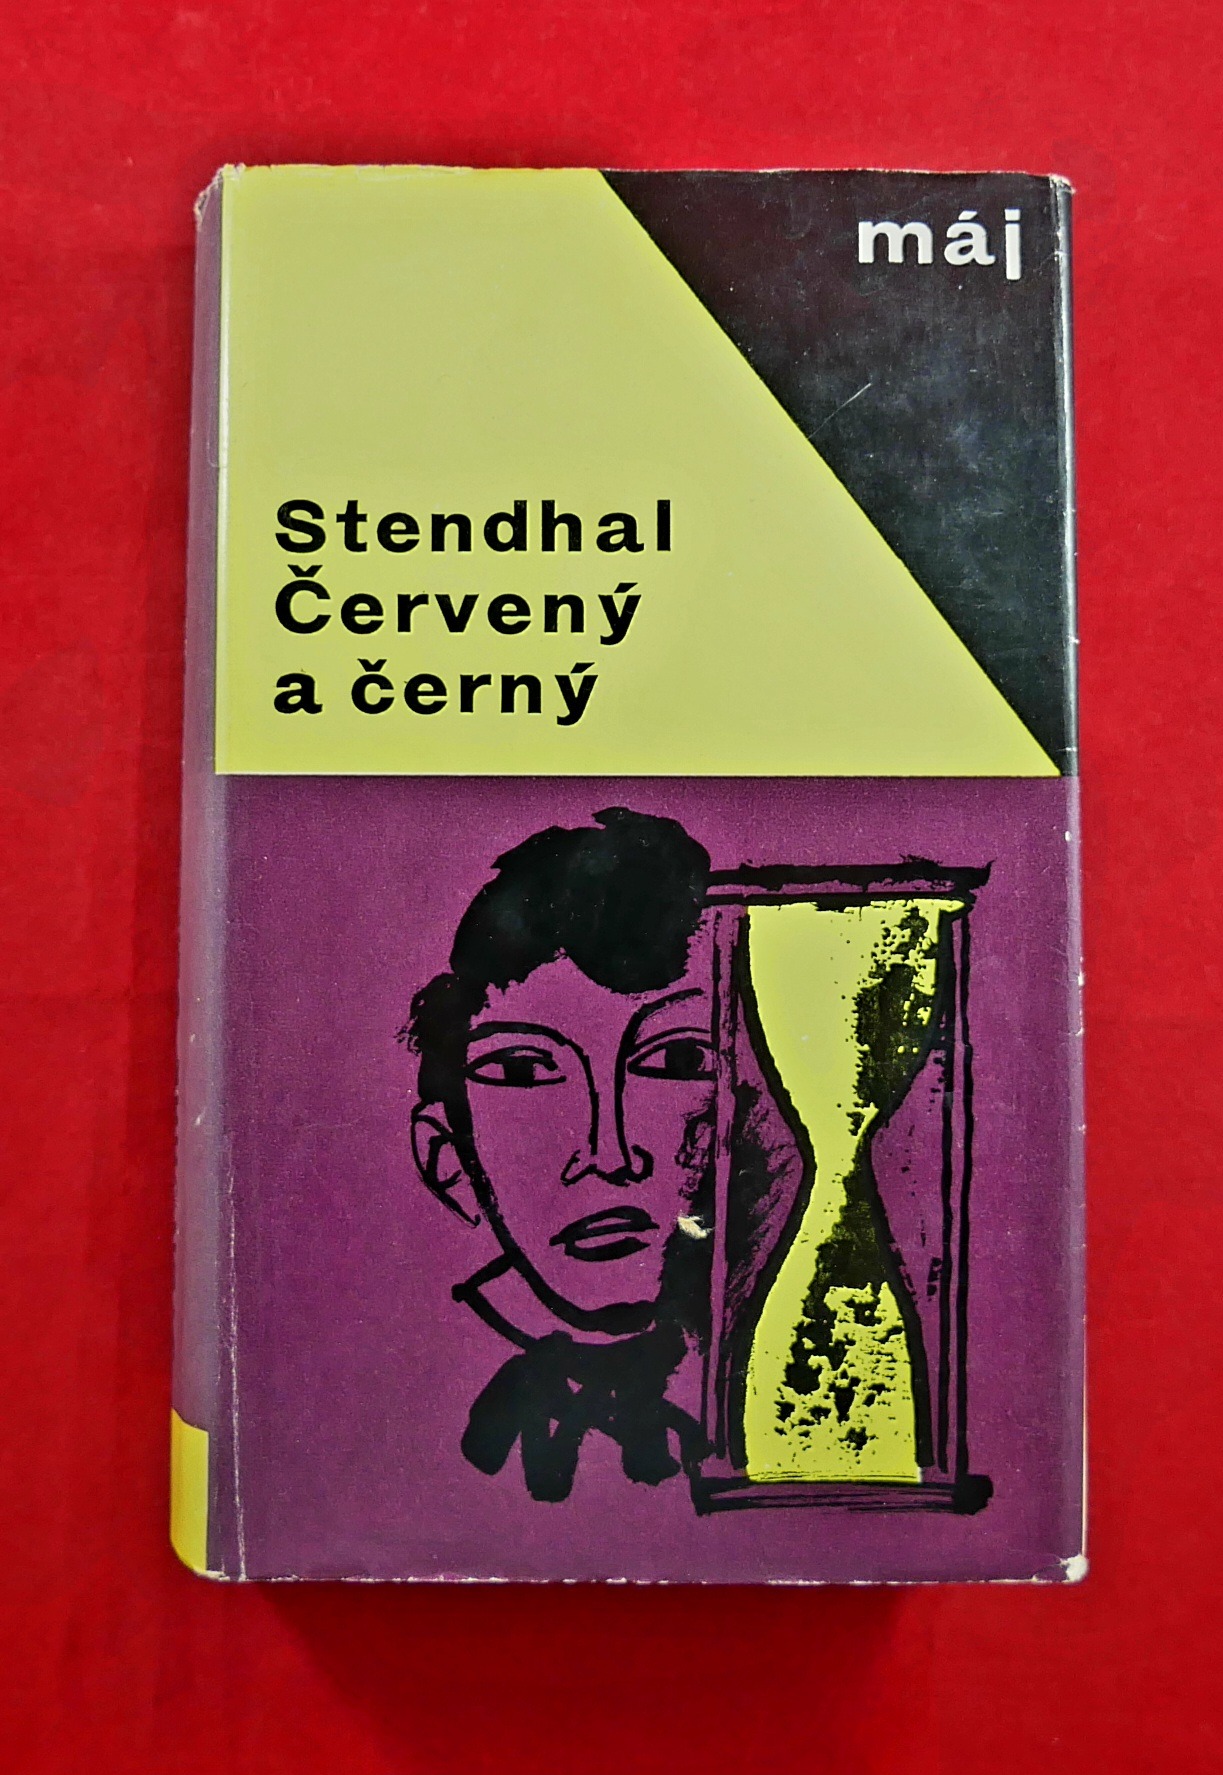 máj
Stendhal
Červený
a černý